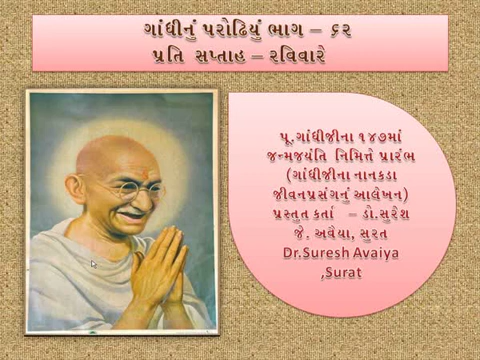 ગાંધીનું પરોઢિયું ભાગ – ૬૨
પ્રતિ સપ્તાહ – રવિવારે
પૂ.ગાંધીજીના ૧૪૭માં
જન્મજયંતિ નિમિત્તે પ્રારંભ
(ગાંધીજીના નાનકડા
જીવનપ્રસંગનું આલેખન)
પ્રસ્તુત કર્તા – ડો.સુરેશ
જે. અવૈયા, સુરત
Dr.Suresh Avaiya
,Surat